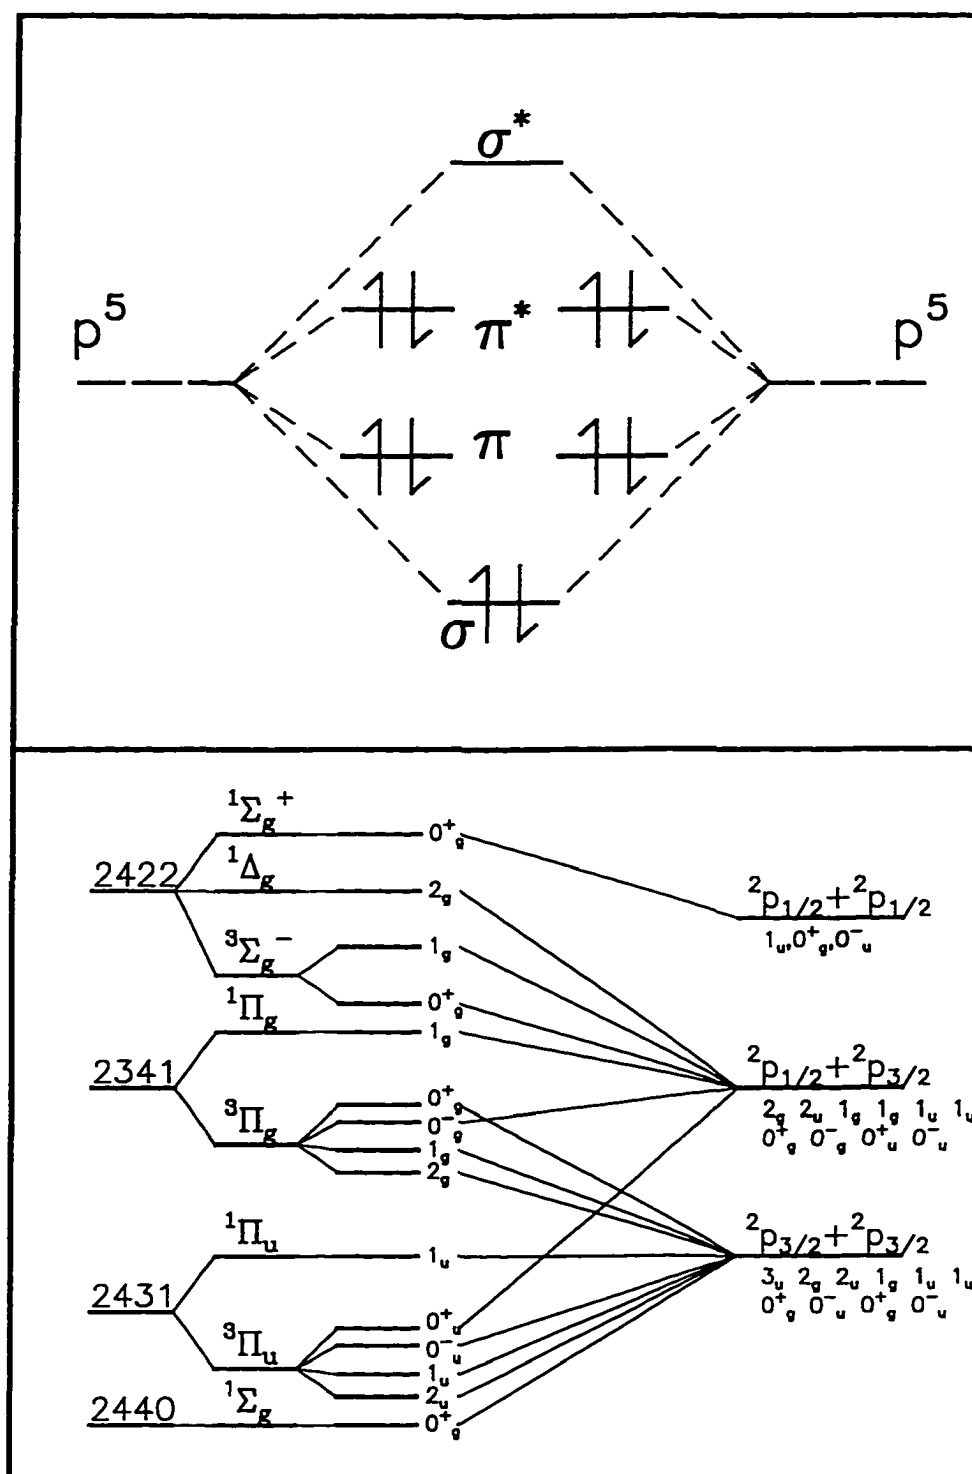 σ*
p⁵ π* p⁵
π
σ
¹Σg⁺ 0⁺g
2422 ¹Δg 2g ²p1/2+²p1/2
1u,0⁺g,0⁻u
³Σg⁻ 1g
0⁺g
¹Πg 1g
2341 ²p1/2+²p3/2
2g 2u 1g 1g 1u 1u
0⁺g 0⁻g 0⁺u 0⁻u
³Πg 0⁺g
0⁻g
1g
2g
¹Πu 1u ²p3/2+²p3/2
3u 2g 2u 1g 1u 1u
0⁺g 0⁻u 0⁺g 0⁻u
2431
³Πu 0⁺u
0⁻u
1u
2u
2440 ¹Σg 0⁺g